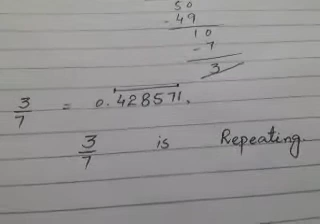 50
- 49
10
- 7
3
3/7 = 0.428571.
3/7 is Repeating.